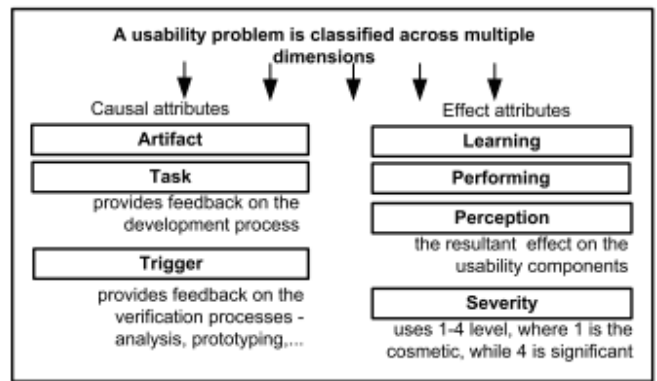 A usability problem is classified across multiple
dimensions
Causal attributes
Artifact
Task
provides feedback on the
development process
Trigger
provides feedback on the
verification processes -
analysis, prototyping,...
Effect attributes
Learning
Performing
Perception
the resultant effect on the
usability components
Severity
uses 1-4 level, where 1 is the
cosmetic, while 4 is significant